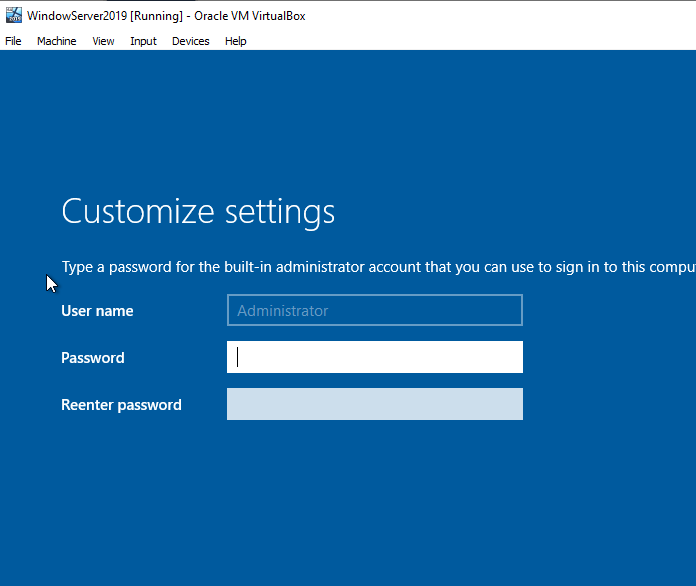 WindowServer2019 [Running] - Oracle VM VirtualBox
File Machine View Input Devices Help
Customize settings
Type a password for the built-in administrator account that you can use to sign in to this compu
User name Administrator
Password
Reenter password